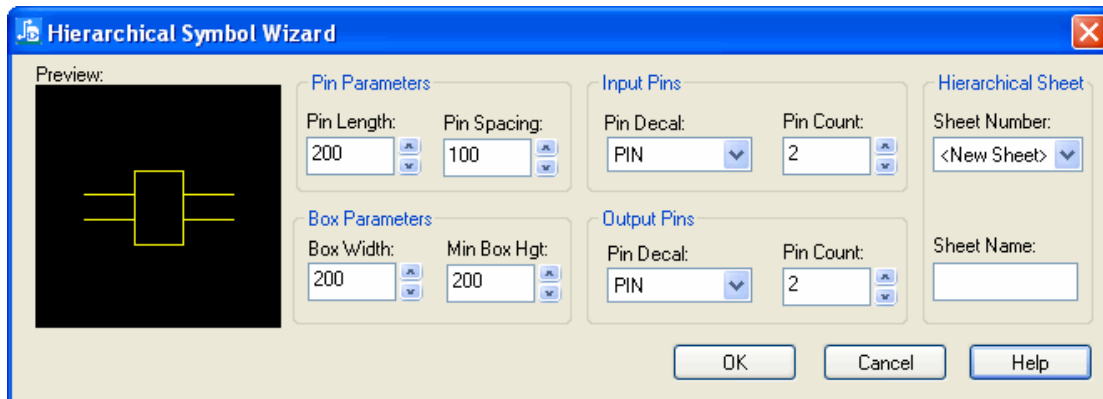 Hierarchical Symbol Wizard
Preview:
Pin Parameters
Pin Length:
Pin Spacing:
200
100
Box Parameters
Box Width:
Min Box Hgt:
200
200
Input Pins
Pin Decal:
Pin Count:
PIN
2
Output Pins
Pin Decal:
Pin Count:
PIN
2
Hierarchical Sheet
Sheet Number:
<New Sheet>
Sheet Name:
OK
Cancel
Help